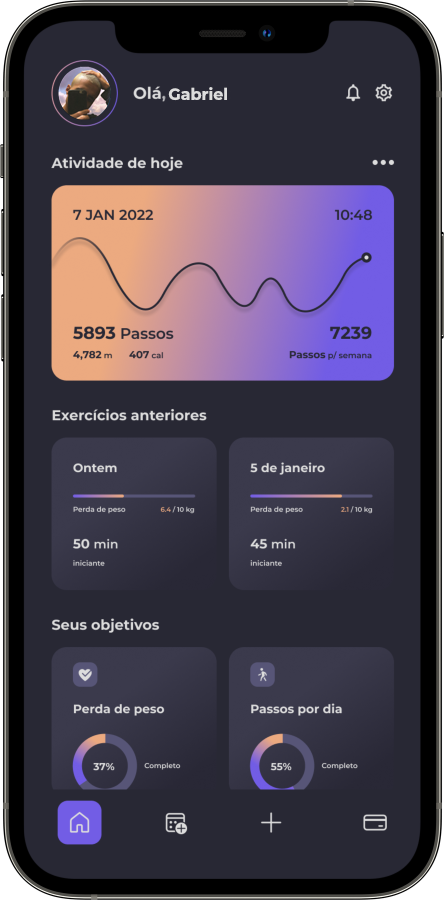 Olá, Gabriel
Atividade de hoje
7 JAN 2022 10:48
5893 Passos 7239
4,782 m 407 cal Passos p/ semana
Exercícios anteriores
Ontem 5 de janeiro
Perda de peso 6.4 / 10 kg Perda de peso 2.1 / 10 kg
50 min 45 min
iniciante iniciante
Seus objetivos
Perda de peso Passos por dia
37% Completo 55% Completo